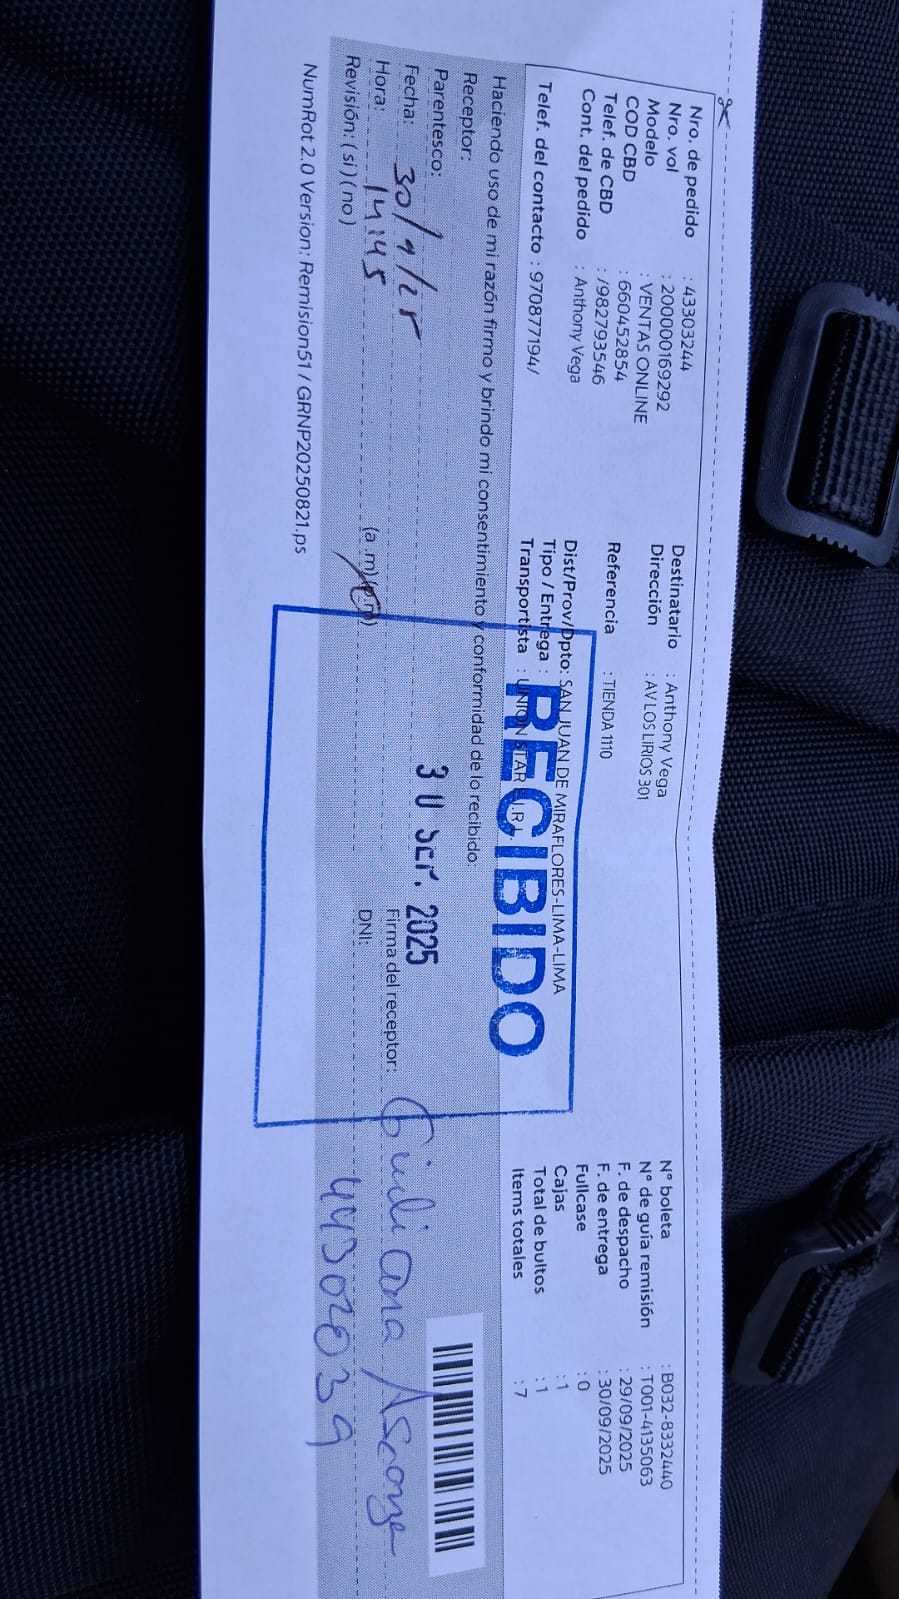 Nro. de pedido : 43303244
Nro. vol : 200000169292
Modelo : VENTAS ONLINE
COD CBD : 660452854
Telef. de CBD : /982793546
Cont. del pedido : Anthony Vega
Telef. del contacto : 970877194/
Destinatario : Anthony Vega
Dirección : AV LOS LIRIOS 301
Referencia : TIENDA 1110
Dist/Prov/Dpto: SAN JUAN DE MIRAFLORES-LIMA-LIMA
Tipo / Entrega :
Transportista : UNION STAR E.I.R.L
N° boleta : B032-8332440
N° de guía remisión : T001-4135063
F. de despacho : 29/09/2025
F. de entrega : 30/09/2025
Fullcase : 0
Cajas : 1
Total de bultos : 1
Items totales : 7
Haciendo uso de mi razón firmo y brindo mi consentimiento y conformidad de lo recibido.
Receptor:
Parentesco:
Fecha: 30/9/25
Hora: 14:45 (a.m) (p.m)
Revisión: ( si ) ( no )
RECIBIDO
30 2025
Firma del receptor: Giuliana
DNI: 44302039
NumRot 2.0 Version: Remision51 / GRNP20250821.ps